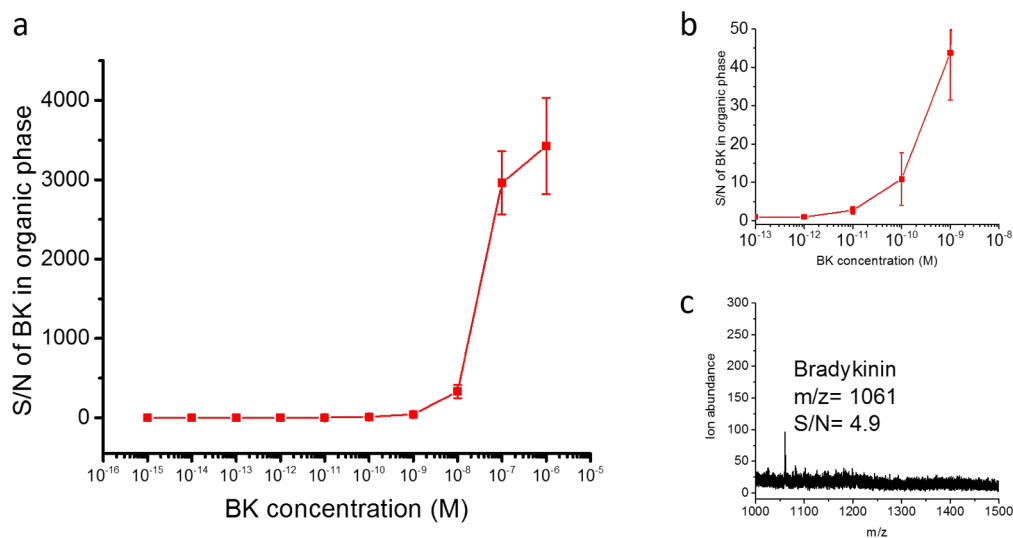 a
S/N of BK in organic phase
4000
3000
2000
1000
0
10-16 10-15 10-14 10-13 10-12 10-11 10-10 10-9 10-8 10-7 10-6 10-5
BK concentration (M)
b
S/N of BK in organic phase
50
40
30
20
10
0
10-13 10-12 10-11 10-10 10-9 10-8
BK concentration (M)
c
Ion abundance
300
250
200
150
100
50
0
Bradykinin
m/z= 1061
S/N= 4.9
1000 1100 1200 1300 1400 1500
m/z